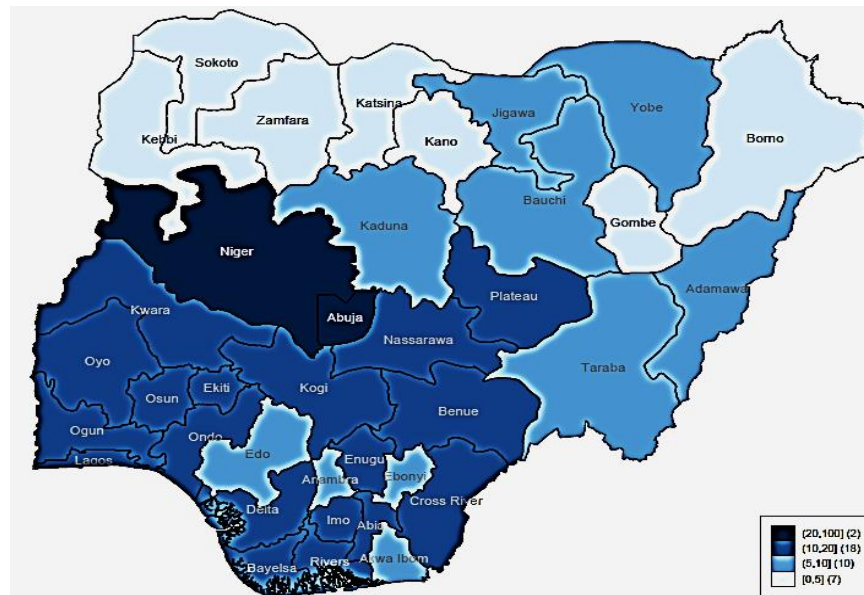 Sokoto
Katsina
Zamfara
Kebbi
Kano
Jigawa
Yobe
Borno
Bauchi
Gombe
Kaduna
Niger
Plateau
Adamawa
Abuja
Kwara
Nassarawa
Oyo
Taraba
Kogi
Ekiti
Osun
Benue
Ogun
Ondo
Edo
Lagos
Enugu
Anambra
Ebonyi
Cross River
Delta
Imo
Abia
Bayelsa
Rivers
Akwa Ibom
(20,100] (2)
(10,20] (18)
(5,10] (10)
[0,5] (7)